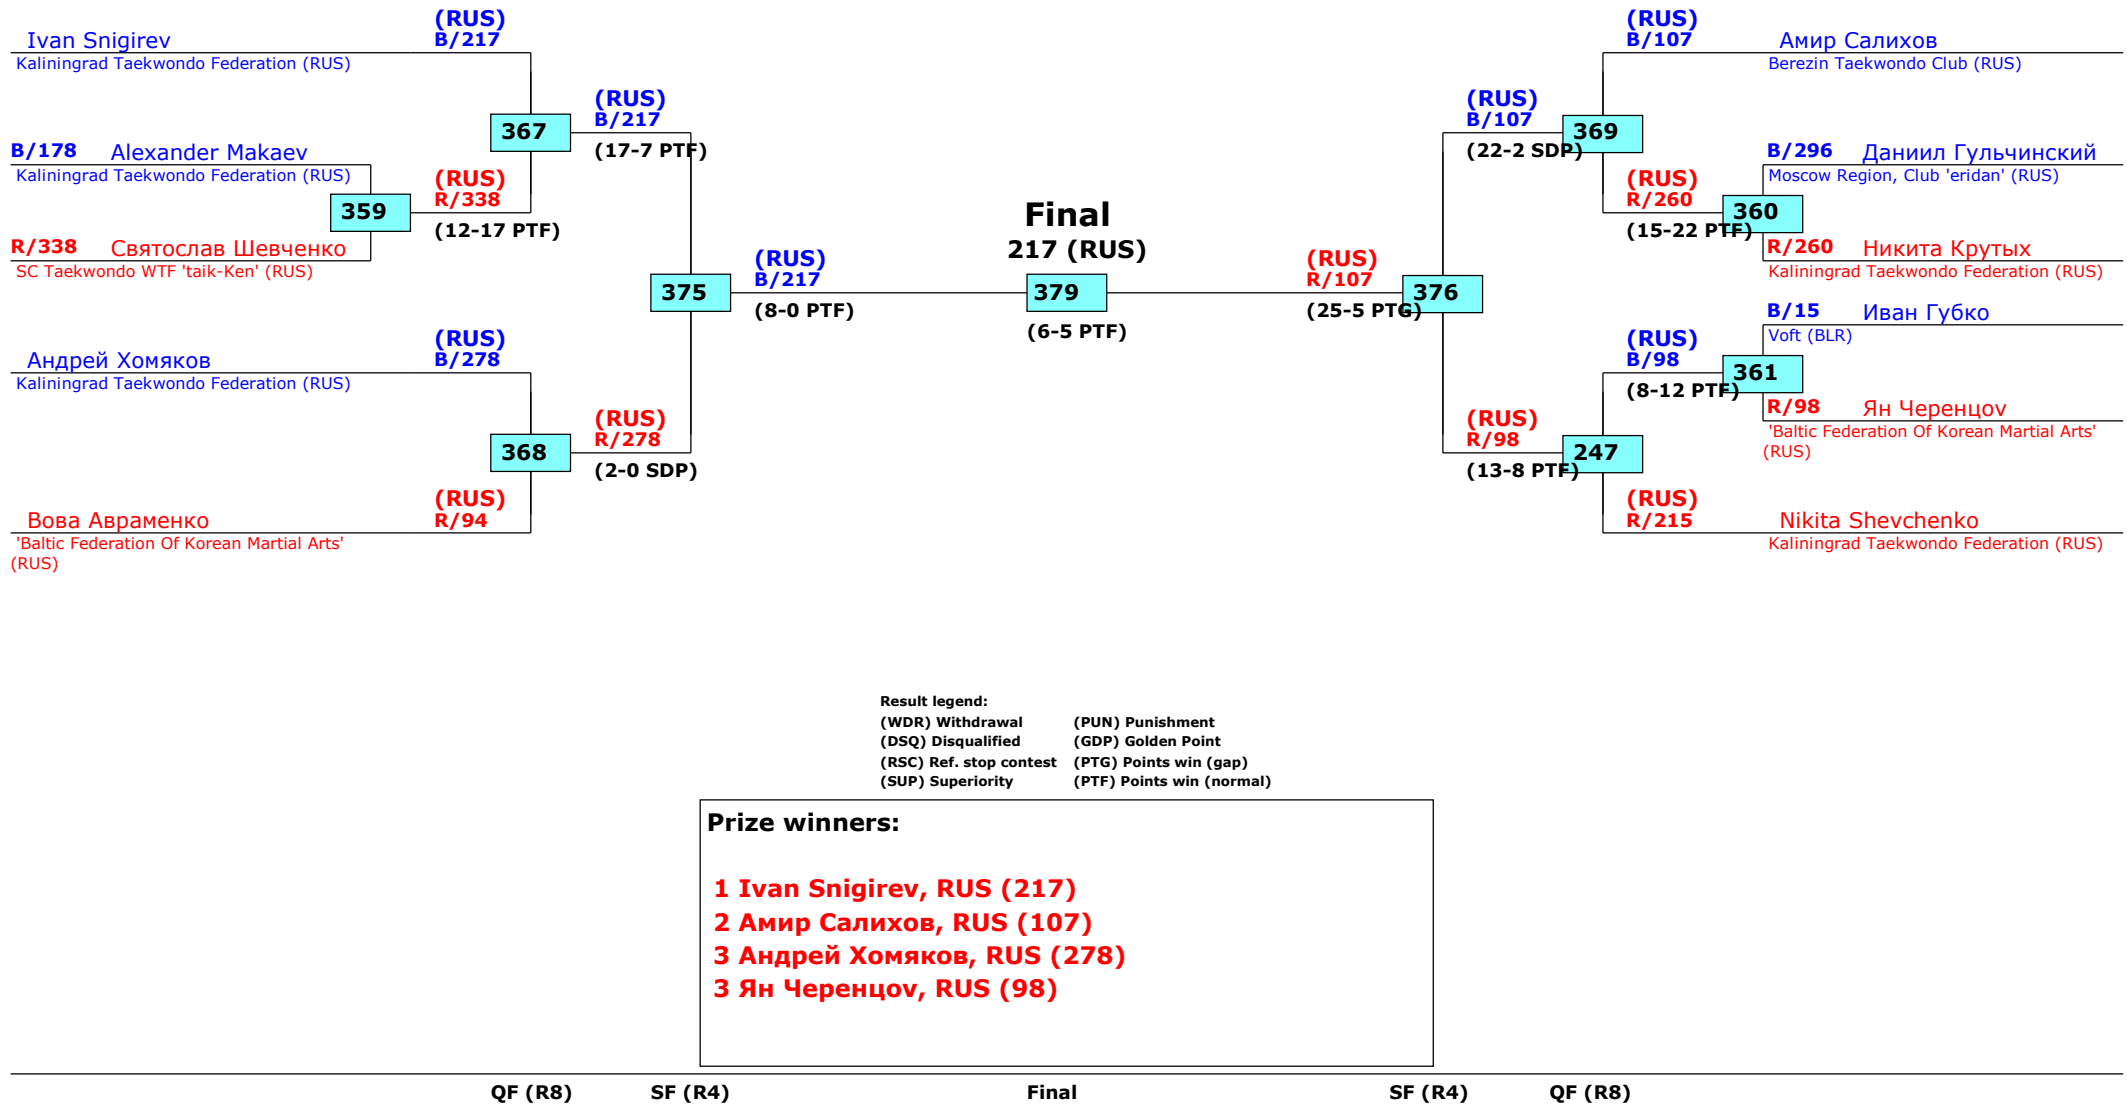 (RUS)
B/217
Ivan Snigirev
Kaliningrad Taekwondo Federation (RUS)
B/178 Alexander Makaev
Kaliningrad Taekwondo Federation (RUS)
359
R/338 Святослав Шевченко
SC Taekwondo WTF 'taik-Ken' (RUS)
367
(RUS)
R/338
(12-17 PTF)
(RUS)
B/217
(17-7 PTF)
(RUS)
B/278
Андрей Хомяков
Kaliningrad Taekwondo Federation (RUS)
368
(RUS)
R/94
Вова Авраменко
'Baltic Federation Of Korean Martial Arts'
(RUS)
(RUS)
R/278
(2-0 SDP)
375
(RUS)
B/217
(8-0 PTF)
Final
217 (RUS)
379
(6-5 PTF)
(RUS)
R/107
(25-5 PTG)
376
(RUS)
B/107
(22-2 SDP)
369
(RUS)
B/107
Амир Салихов
Berezin Taekwondo Club (RUS)
(RUS)
R/260
(15-22 PTF)
360
B/296 Даниил Гульчинский
Moscow Region, Club 'eridan' (RUS)
R/260 Никита Крутых
Kaliningrad Taekwondo Federation (RUS)
B/15 Иван Губко
Voft (BLR)
(RUS)
B/98
(8-12 PTF)
361
R/98 Ян Черенцоv
'Baltic Federation Of Korean Martial Arts'
(RUS)
(RUS)
R/98
(13-8 PTF)
247
(RUS)
R/215
Nikita Shevchenko
Kaliningrad Taekwondo Federation (RUS)
Result legend:
(WDR) Withdrawal (PUN) Punishment
(DSQ) Disqualified (GDP) Golden Point
(RSC) Ref. stop contest (PTG) Points win (gap)
(SUP) Superiority (PTF) Points win (normal)
Prize winners:
1 Ivan Snigirev, RUS (217)
2 Амир Салихов, RUS (107)
3 Андрей Хомяков, RUS (278)
3 Ян Черенцоv, RUS (98)
QF (R8) SF (R4) Final SF (R4) QF (R8)